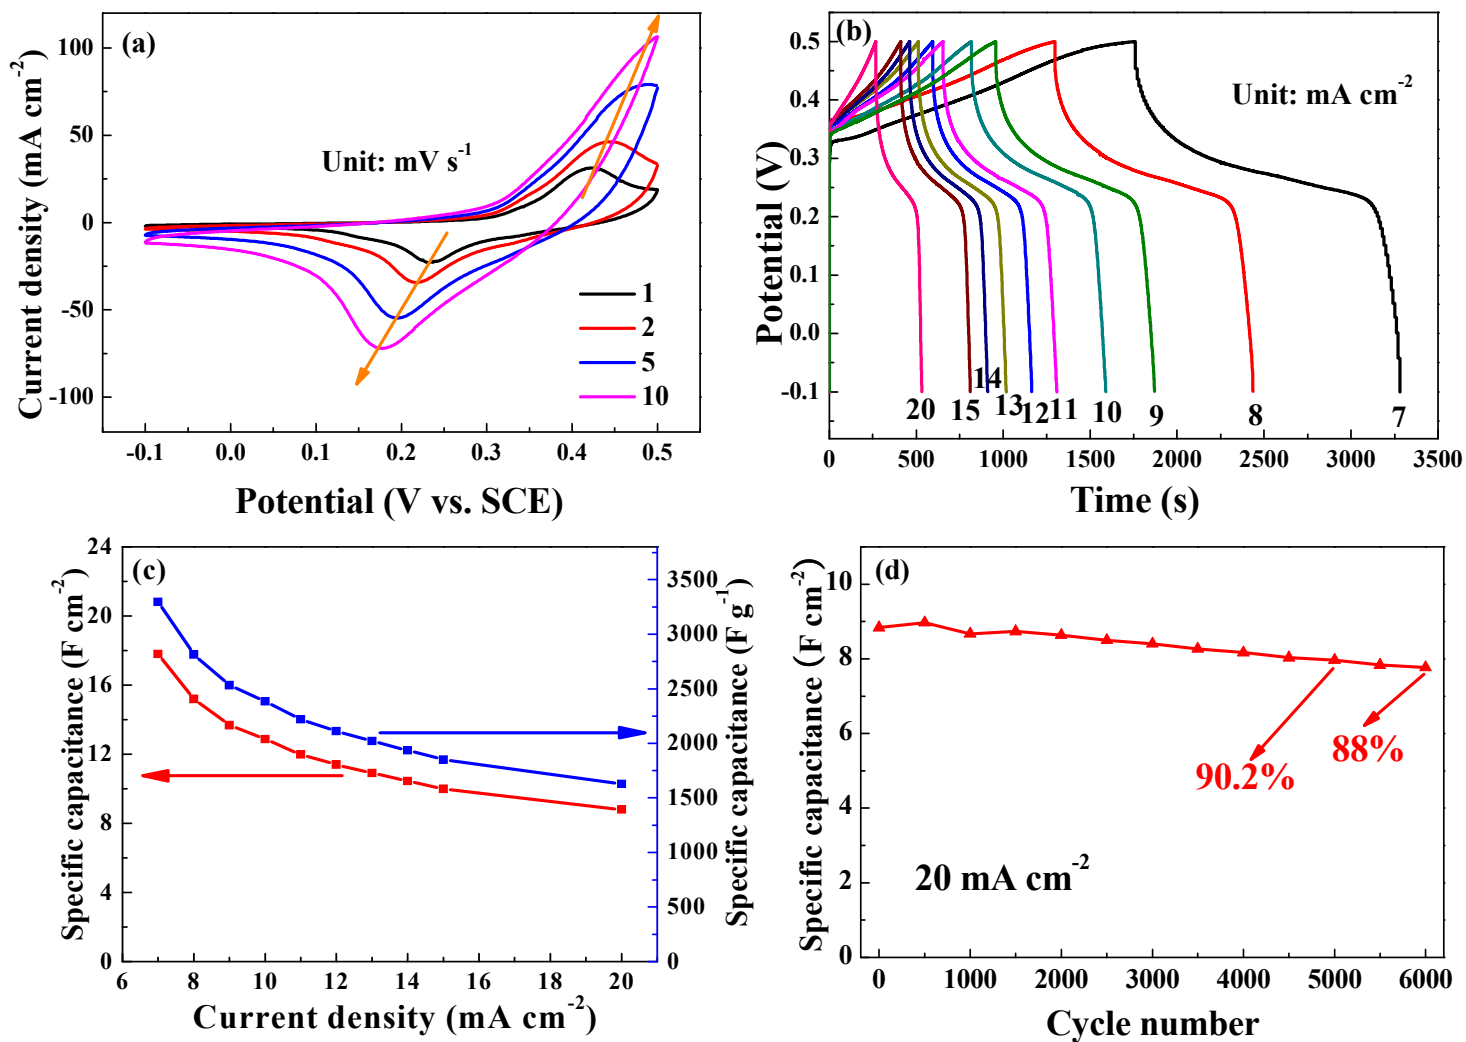 (a)
100
50
0
-50
-100
Current density (mA cm-2)
Unit: mV s-1
1
2
5
10
-0.1 0.0 0.1 0.2 0.3 0.4 0.5
Potential (V vs. SCE)
(b)
0.5
0.4
0.3
0.2
0.1
0.0
-0.1
Potential (V)
Unit: mA cm-2
20 15 14 13 12 11 10 9 8 7
0 500 1000 1500 2000 2500 3000 3500
Time (s)
(c)
24
20
16
12
8
4
0
Specific capacitance (F cm-2)
3500
3000
2500
2000
1500
1000
500
0
Specific capacitance (F g-1)
6 8 10 12 14 16 18 20
Current density (mA cm-2)
(d)
10
8
6
4
2
0
Specific capacitance (F cm-2)
90.2%
88%
20 mA cm-2
0 1000 2000 3000 4000 5000 6000
Cycle number